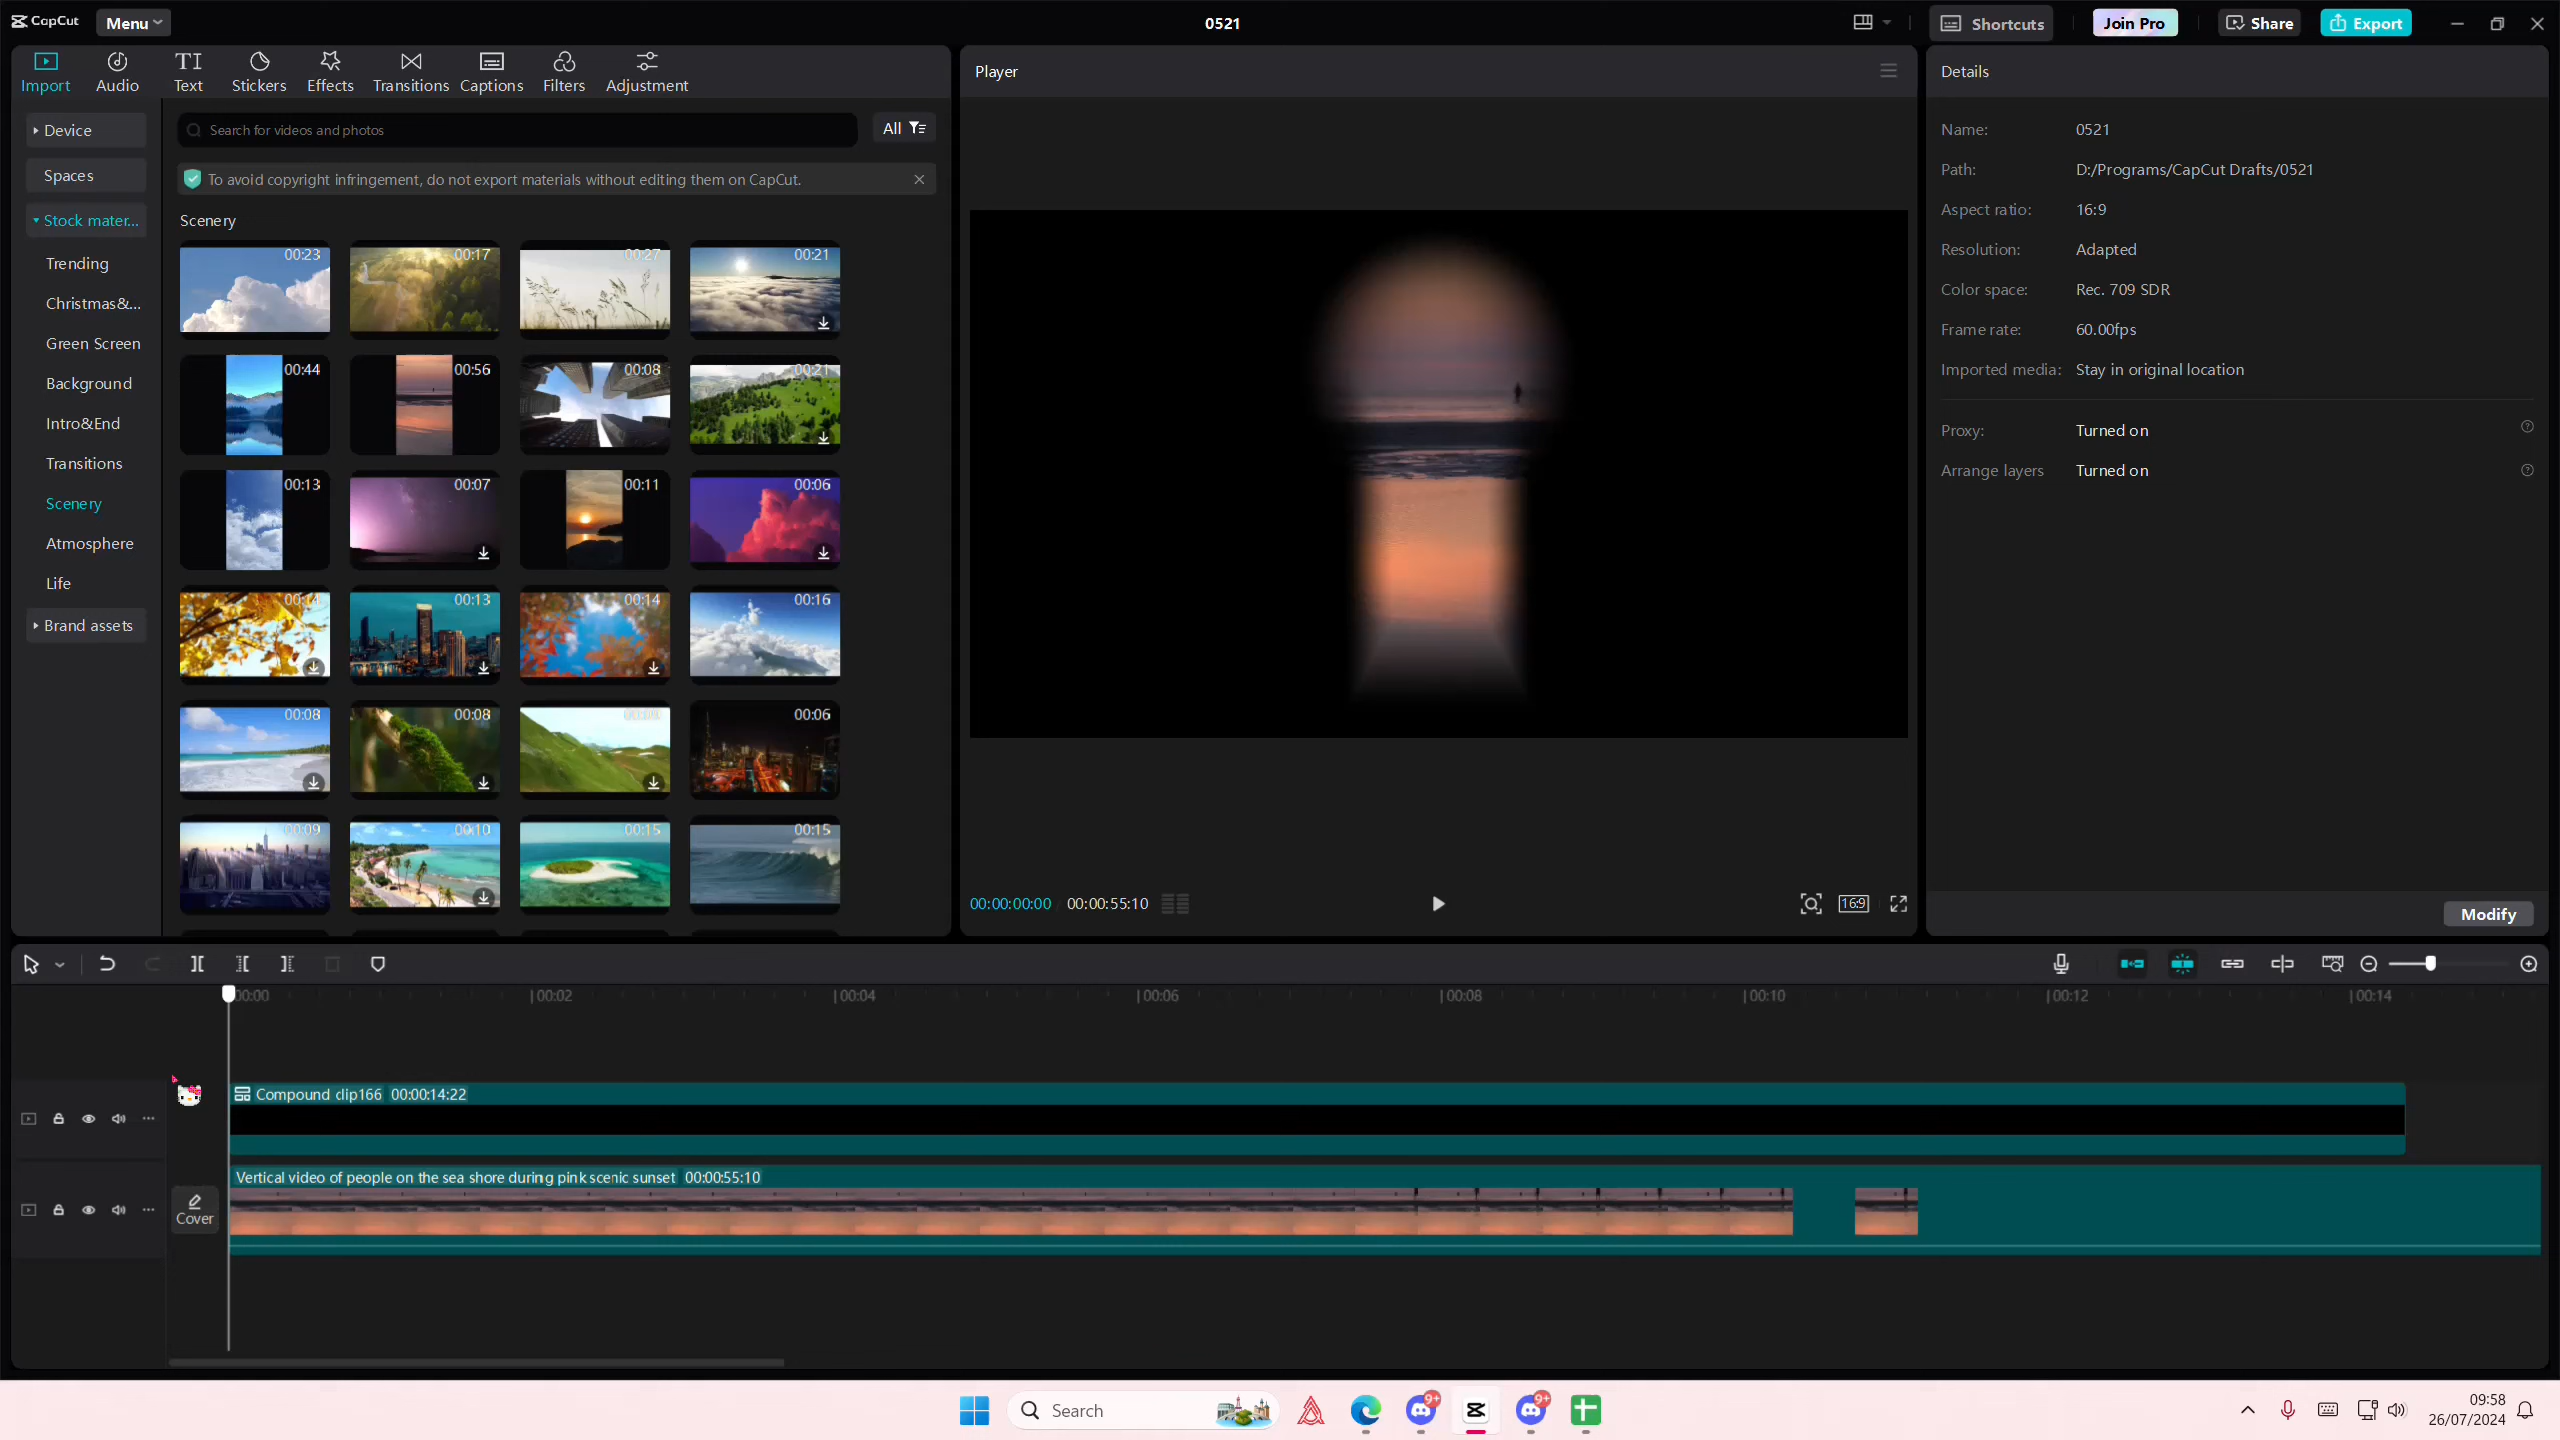 CapCut
Menu
0521
Shortcuts
Join Pro
Share
Export
Import
Audio
Text
Stickers
Effects
Transitions
Captions
Filters
Adjustment
Device
Spaces
Stock mater...
Trending
Christmas&...
Green Screen
Background
Intro&End
Transitions
Scenery
Atmosphere
Life
Brand assets
Search for videos and photos
All
To avoid copyright infringement, do not export materials without editing them on CapCut.
Scenery
00:23
00:17
00:27
00:21
00:44
00:56
00:08
00:21
00:13
00:07
00:11
00:06
00:14
00:13
00:14
00:16
00:08
00:08
00:06
00:09
00:10
00:15
00:15
Player
00:00:00:00 / 00:00:55:10
16:9
Details
Name: 0521
Path: D:/Programs/CapCut Drafts/0521
Aspect ratio: 16:9
Resolution: Adapted
Color space: Rec. 709 SDR
Frame rate: 60.00fps
Imported media: Stay in original location
Proxy: Turned on
Arrange layers Turned on
Modify
00:00 00:02 00:04 00:06 00:08 00:10 00:12 00:14
Compound clip166 00:00:14:22
Vertical video of people on the sea shore during pink scenic sunset 00:00:55:10
Cover
Search
9+
9+
09:58
26/07/2024